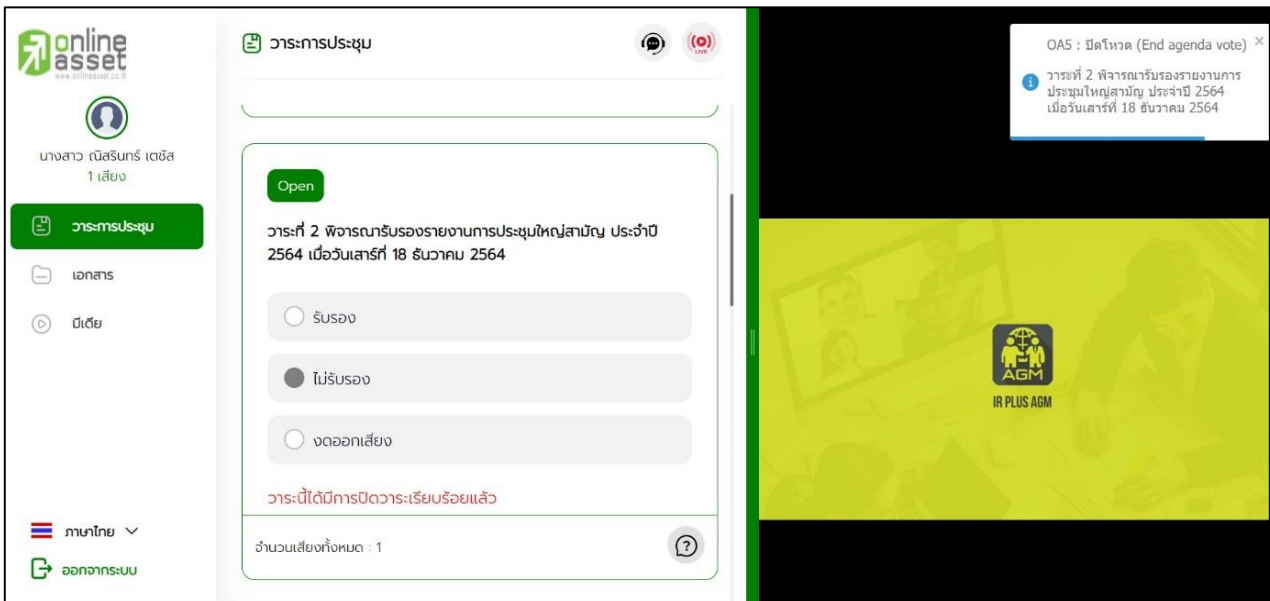 online
asset
www.onlineasset.co.th
นางสาว ณิสรินทร์ เตชัส
1 เสียง
วาระการประชุม
เอกสาร
มีเดีย
ภาษาไทย
ออกจากระบบ
วาระการประชุม
LIVE
Open
วาระที่ 2 พิจารณารับรองรายงานการประชุมใหญ่สามัญ ประจำปี
2564 เมื่อวันเสาร์ที่ 18 ธันวาคม 2564
รับรอง
ไม่รับรอง
งดออกเสียง
วาระนี้ได้มีการปิดวาระเรียบร้อยแล้ว
จำนวนเสียงทั้งหมด : 1
OA5 : ปิดโหวต (End agenda vote)
วาระที่ 2 พิจารณารับรองรายงานการ
ประชุมใหญ่สามัญ ประจำปี 2564
เมื่อวันเสาร์ที่ 18 ธันวาคม 2564
AGM
IR PLUS AGM